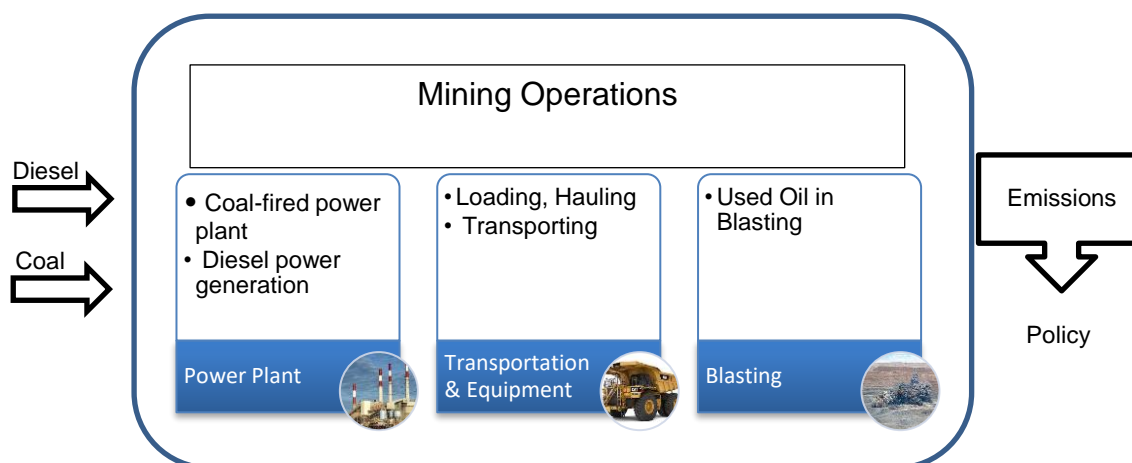 Mining Operations
Diesel
Coal
• Coal-fired power
plant
• Diesel power
generation
Power Plant
• Loading, Hauling
• Transporting
Transportation
& Equipment
• Used Oil in
Blasting
Blasting
Emissions
Policy